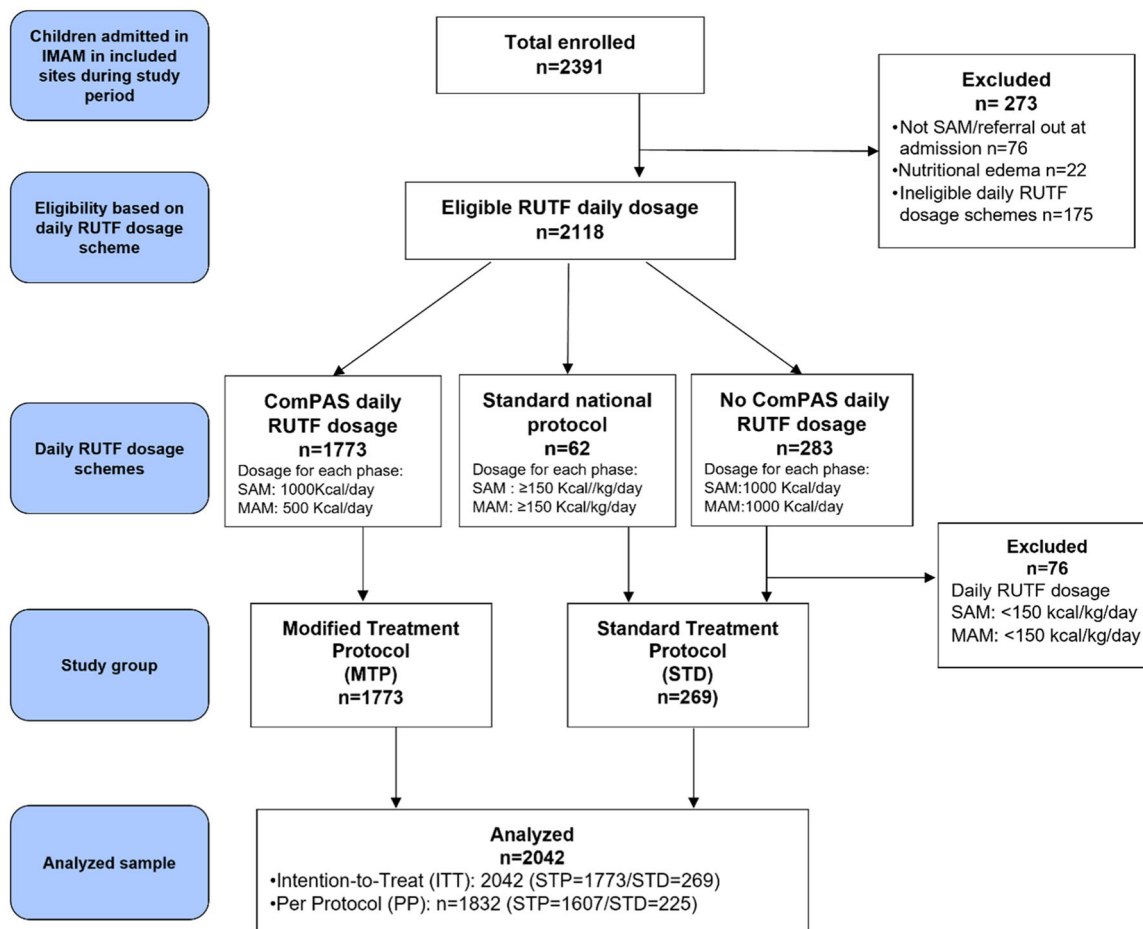 Children admitted in
IMAM in included
sites during study
period
Total enrolled
n=2391
Excluded
n= 273
•Not SAM/referral out at
admission n=76
•Nutritional edema n=22
•Ineligible daily RUTF
dosage schemes n=175
Eligibility based on
daily RUTF dosage
scheme
Eligible RUTF daily dosage
n=2118
Daily RUTF dosage
schemes
ComPAS daily
RUTF dosage
n=1773
Dosage for each phase:
SAM: 1000Kcal/day
MAM: 500 Kcal/day
Standard national
protocol
n=62
Dosage for each phase:
SAM : ≥150 Kcal//kg/day
MAM: ≥150 Kcal/kg/day
No ComPAS daily
RUTF dosage
n=283
Dosage for each phase:
SAM:1000 Kcal/day
MAM:1000 Kcal/day
Excluded
n=76
Daily RUTF dosage
SAM: <150 kcal/kg/day
MAM: <150 kcal/kg/day
Study group
Modified Treatment
Protocol
(MTP)
n=1773
Standard Treatment
Protocol
(STD)
n=269)
Analyzed sample
Analyzed
n=2042
•Intention-to-Treat (ITT): 2042 (STP=1773/STD=269)
•Per Protocol (PP): n=1832 (STP=1607/STD=225)